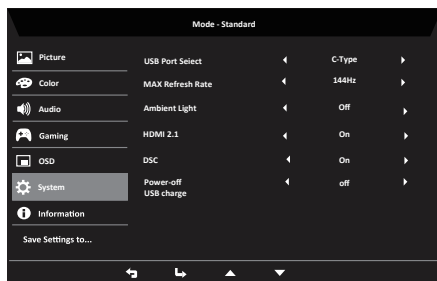 Mode - Standard
Picture
Color
Audio
Gaming
OSD
System
Information
Save Settings to...
USB Port Select C-Type
MAX Refresh Rate 144Hz
Ambient Light Off
HDMI 2.1 On
DSC On
Power-off off
USB charge